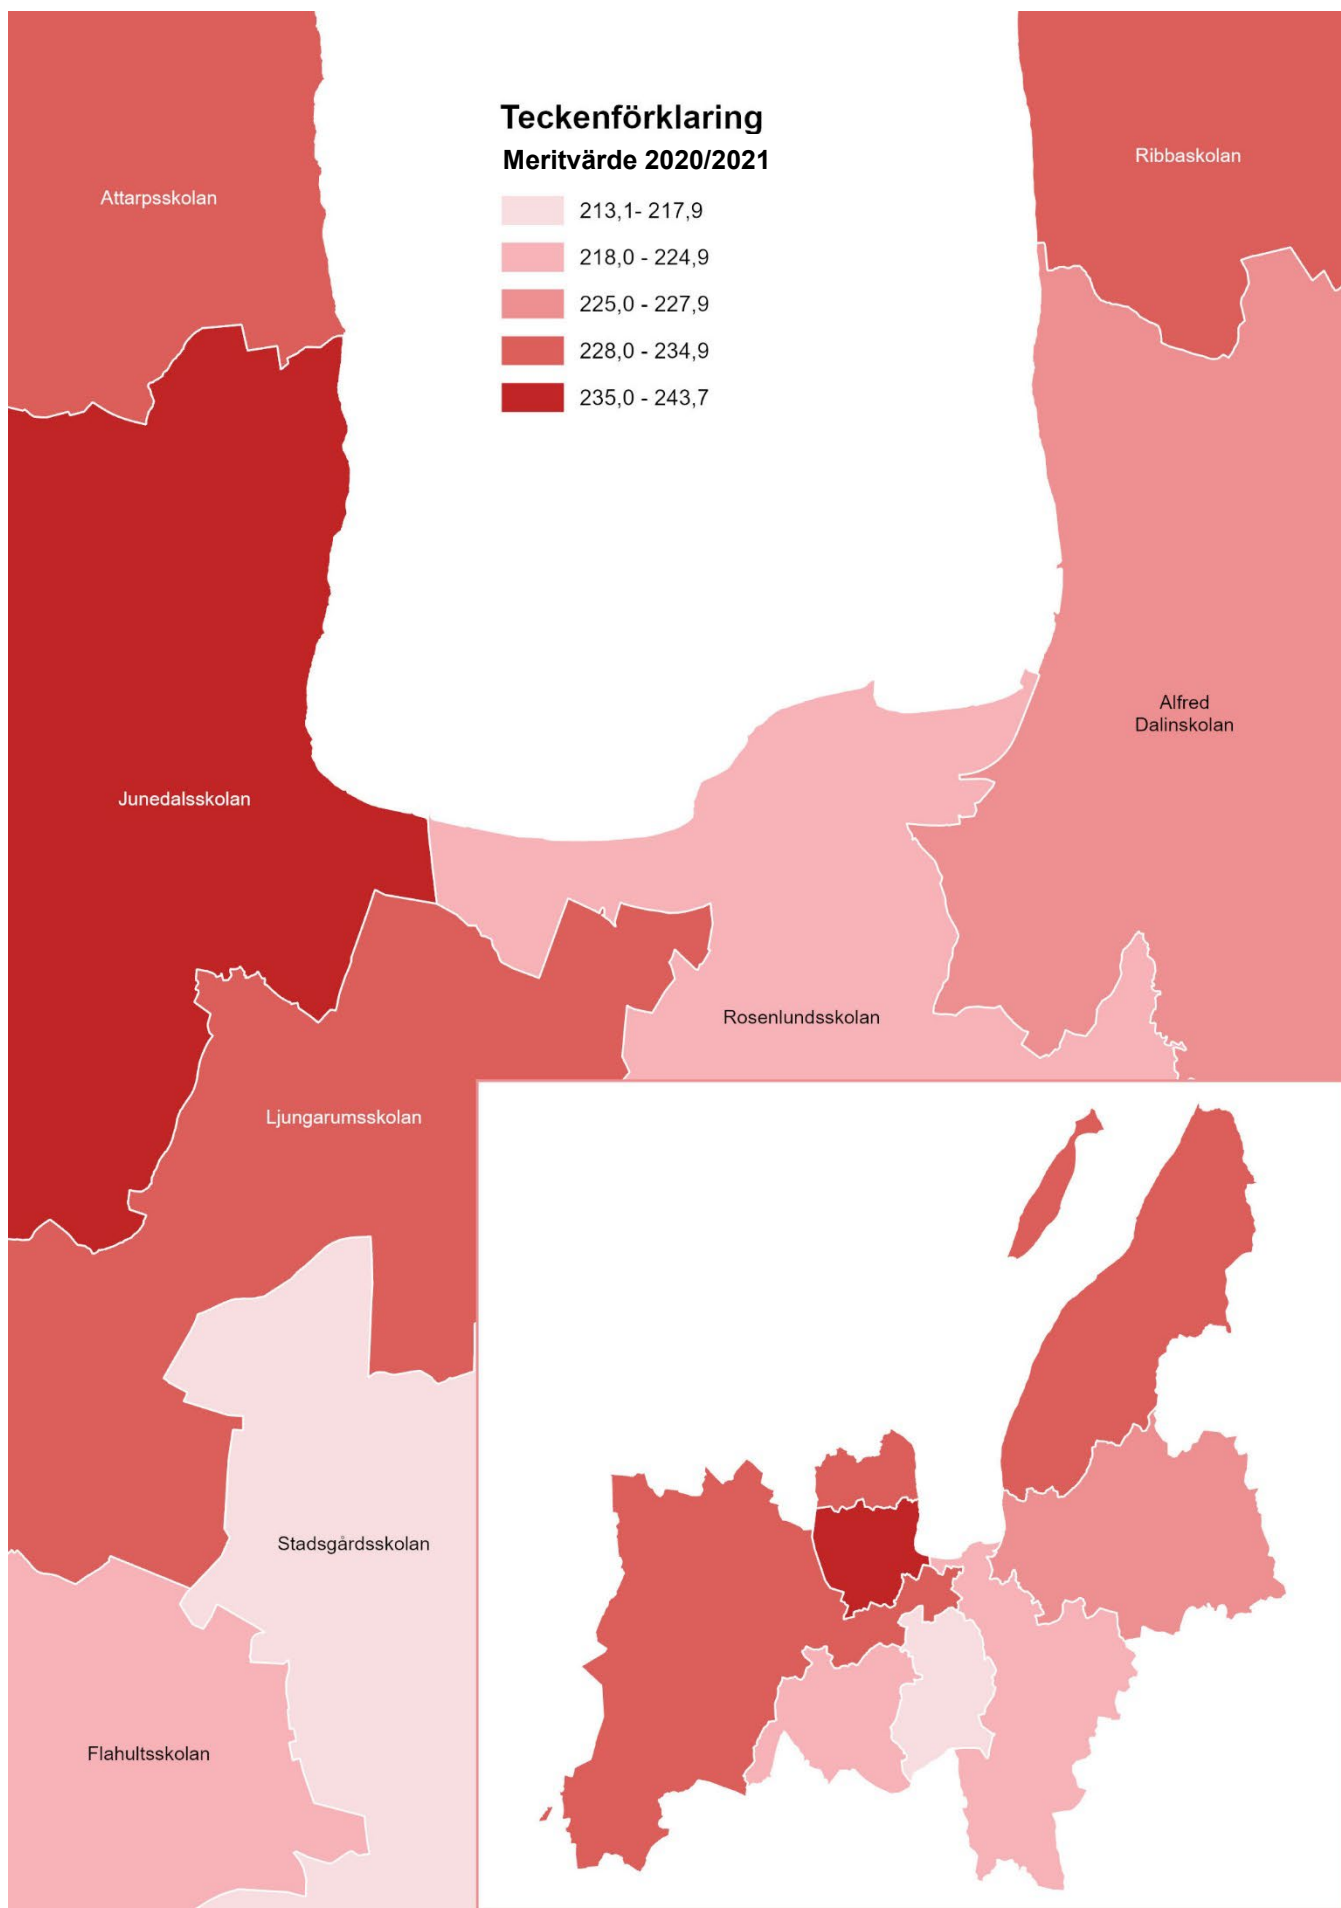 Teckenförklaring
Meritvärde 2020/2021
213,1- 217,9
218,0 - 224,9
225,0 - 227,9
228,0 - 234,9
235,0 - 243,7
Ribbaskolan
Attarpsskolan
Alfred
Dalinskolan
Junedalsskolan
Rosenlundsskolan
Ljungarumsskolan
Stadsgårdsskolan
Flahultsskolan